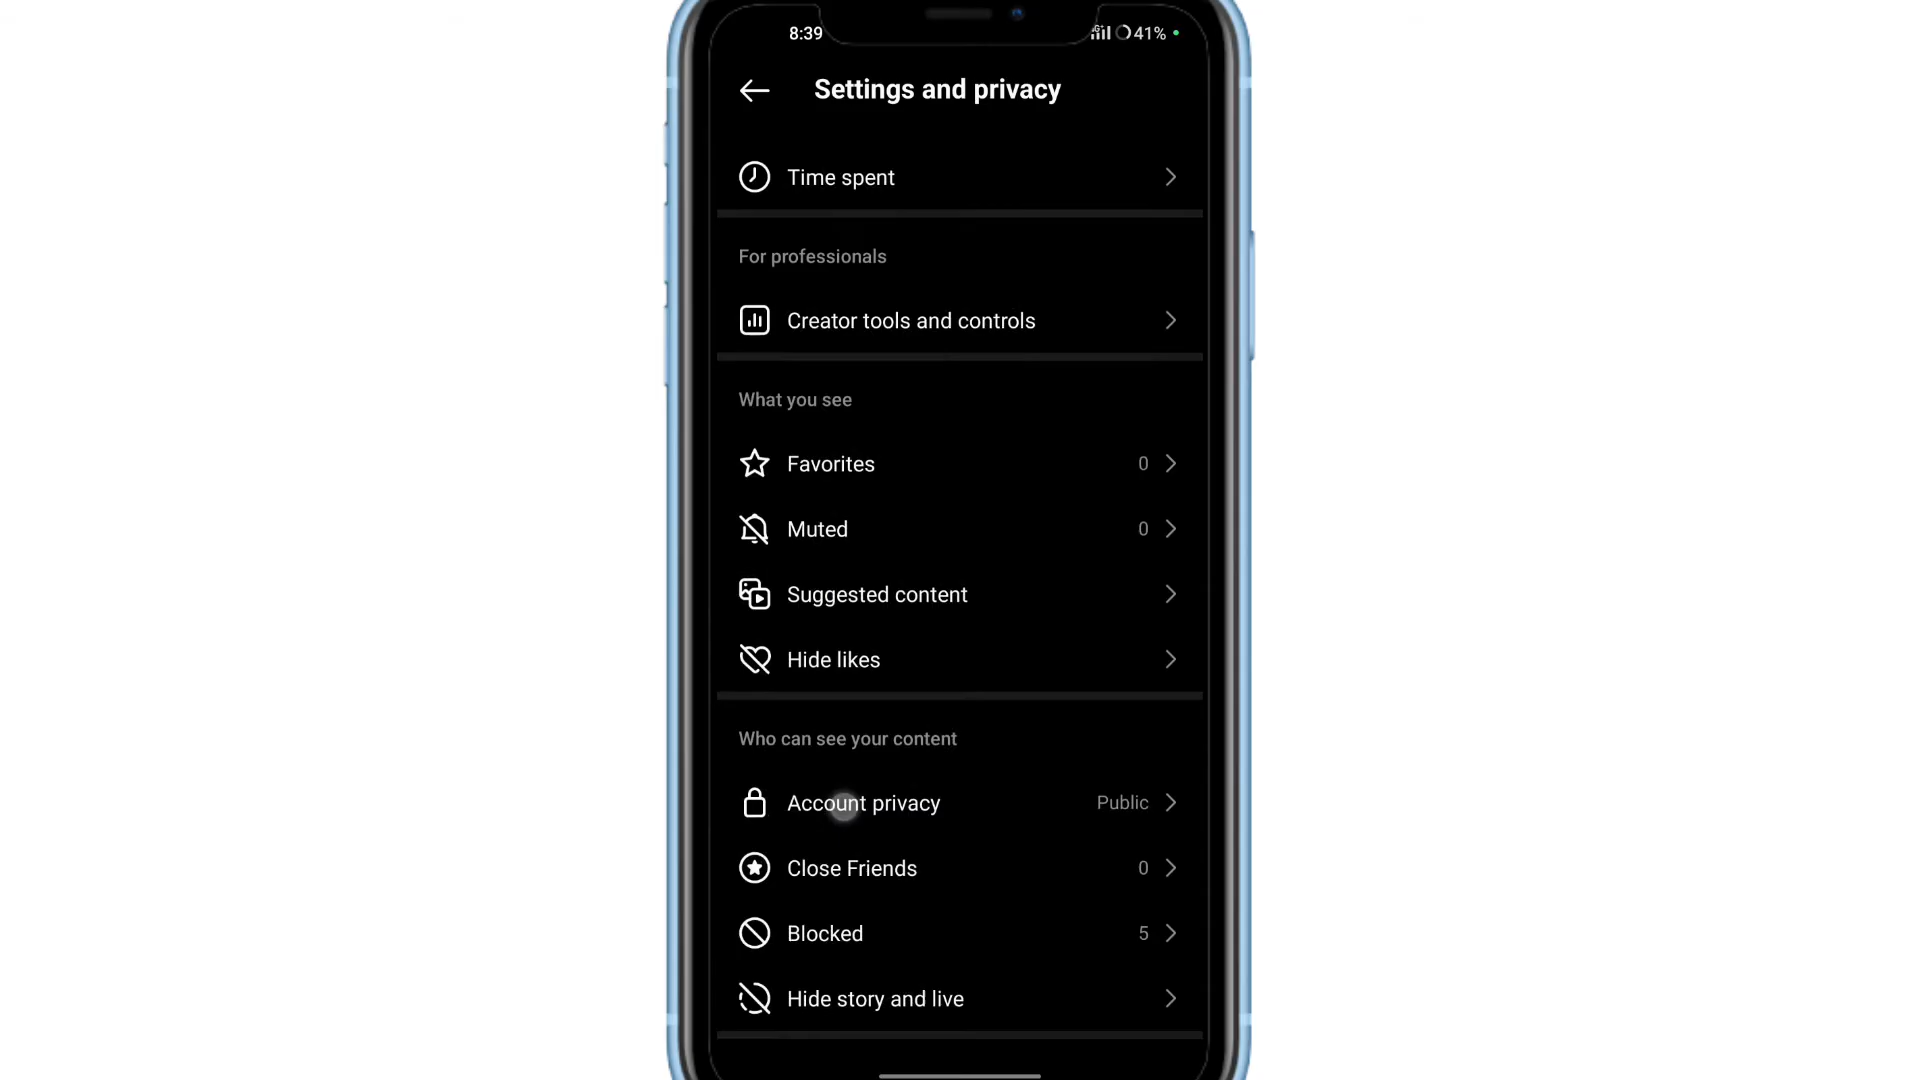 8:39
41%
Settings and privacy
Time spent
For professionals
Creator tools and controls
What you see
Favorites 0
Muted 0
Suggested content
Hide likes
Who can see your content
Account privacy Public
Close Friends 0
Blocked 5
Hide story and live